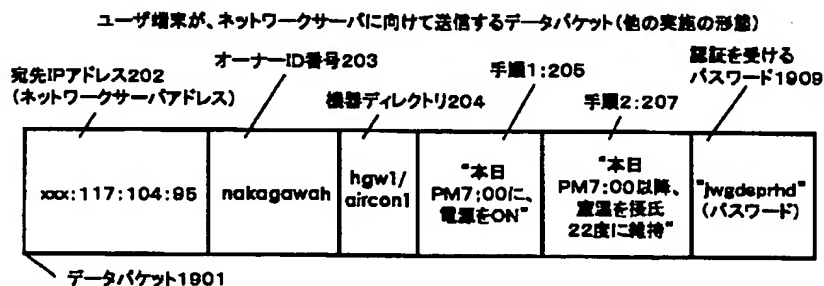 ユーザ端末が、ネットワークサーバに向けて送信するデータパケット(他の実施の形態)
宛先IPアドレス202
(ネットワークサーバアドレス)
オーナーID番号203
機器ディレクトリ204
手順1:205
手順2:207
認証を受ける
パスワード1909
xxx:117:104:95
nakagawah
hgw1/
aircon1
"本日
PM7:00に、
電源をON"
"本日
PM7:00以降、
室温を摂氏
22度に維持"
"jwgdeprhd"
(パスワード)
データパケット1901